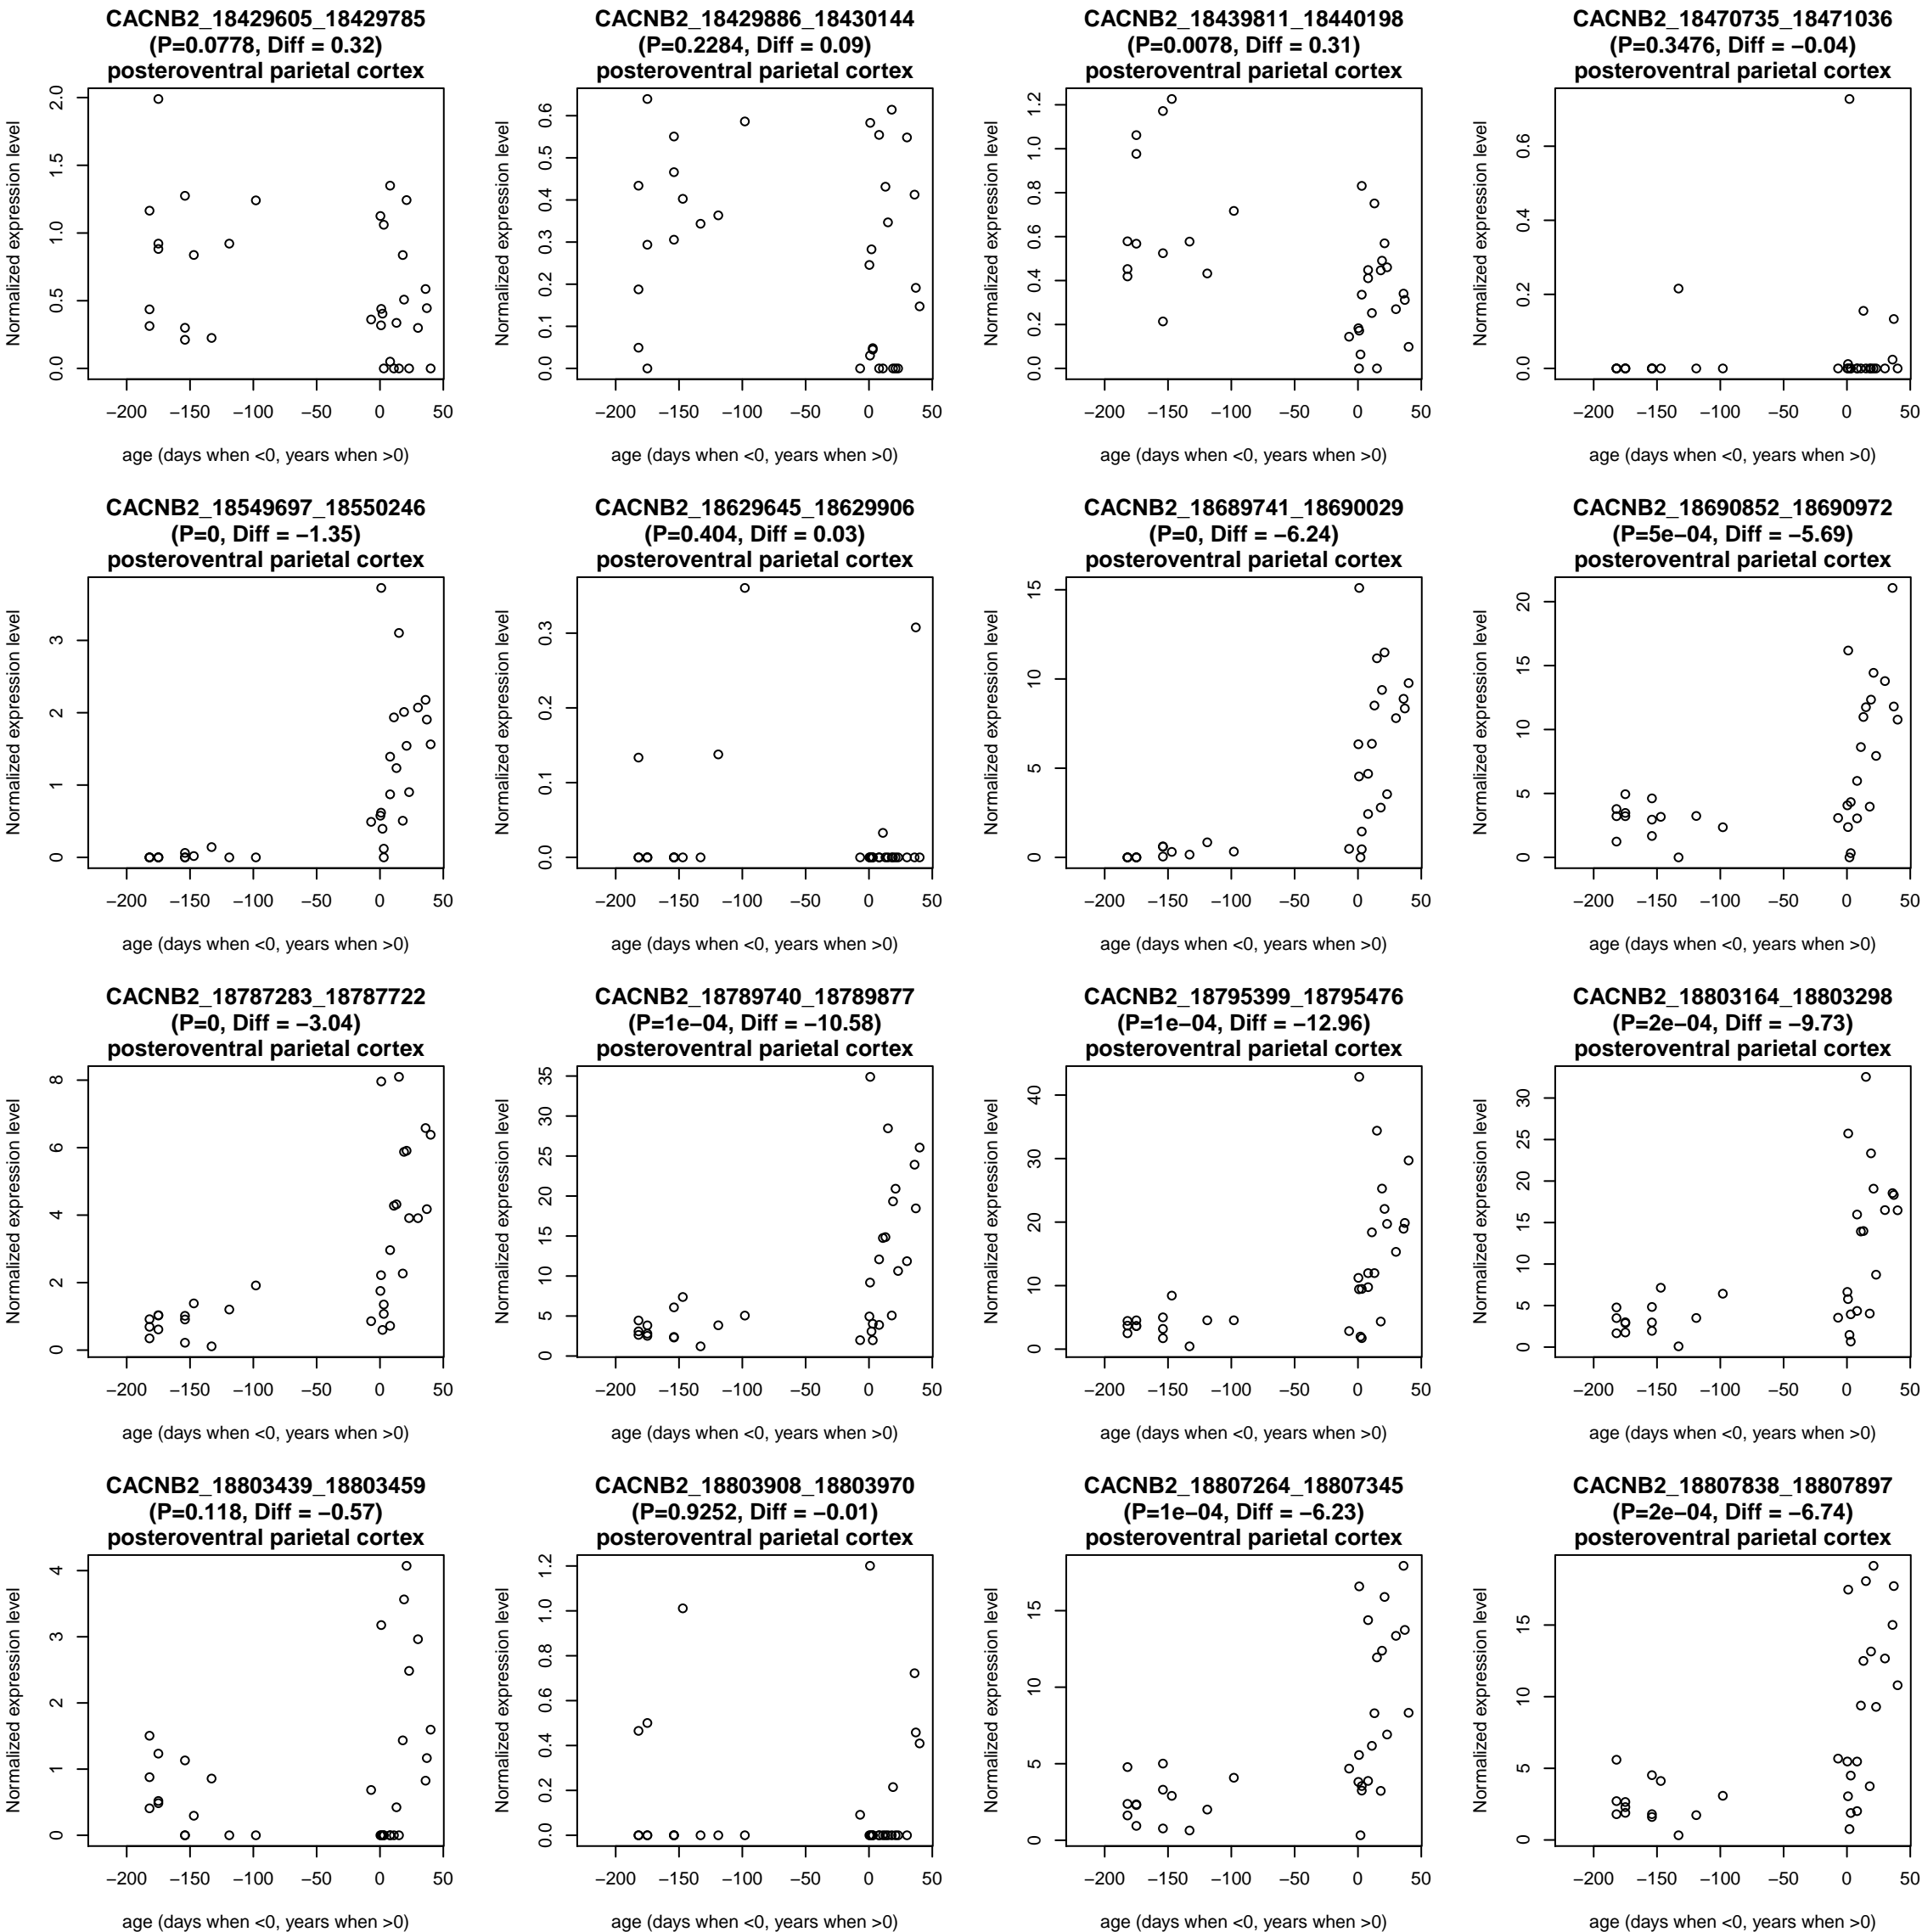 CACNB2_18429605_18429785
(P=0.0778, Diff = 0.32)
posteroventral parietal cortex
Normalized expression level
0.0 0.5 1.0 1.5 2.0
−200 −150 −100 −50 0 50
age (days when <0, years when >0)
CACNB2_18429886_18430144
(P=0.2284, Diff = 0.09)
posteroventral parietal cortex
Normalized expression level
0.0 0.1 0.2 0.3 0.4 0.5 0.6
−200 −150 −100 −50 0 50
age (days when <0, years when >0)
CACNB2_18439811_18440198
(P=0.0078, Diff = 0.31)
posteroventral parietal cortex
Normalized expression level
0.0 0.2 0.4 0.6 0.8 1.0 1.2
−200 −150 −100 −50 0 50
age (days when <0, years when >0)
CACNB2_18470735_18471036
(P=0.3476, Diff = −0.04)
posteroventral parietal cortex
Normalized expression level
0.0 0.2 0.4 0.6
−200 −150 −100 −50 0 50
age (days when <0, years when >0)
CACNB2_18549697_18550246
(P=0, Diff = −1.35)
posteroventral parietal cortex
Normalized expression level
0 1 2 3
−200 −150 −100 −50 0 50
age (days when <0, years when >0)
CACNB2_18629645_18629906
(P=0.404, Diff = 0.03)
posteroventral parietal cortex
Normalized expression level
0.0 0.1 0.2 0.3
−200 −150 −100 −50 0 50
age (days when <0, years when >0)
CACNB2_18689741_18690029
(P=0, Diff = −6.24)
posteroventral parietal cortex
Normalized expression level
0 5 10 15
−200 −150 −100 −50 0 50
age (days when <0, years when >0)
CACNB2_18690852_18690972
(P=5e−04, Diff = −5.69)
posteroventral parietal cortex
Normalized expression level
0 5 10 15 20
−200 −150 −100 −50 0 50
age (days when <0, years when >0)
CACNB2_18787283_18787722
(P=0, Diff = −3.04)
posteroventral parietal cortex
Normalized expression level
0 2 4 6 8
−200 −150 −100 −50 0 50
age (days when <0, years when >0)
CACNB2_18789740_18789877
(P=1e−04, Diff = −10.58)
posteroventral parietal cortex
Normalized expression level
0 5 10 15 20 25 30 35
−200 −150 −100 −50 0 50
age (days when <0, years when >0)
CACNB2_18795399_18795476
(P=1e−04, Diff = −12.96)
posteroventral parietal cortex
Normalized expression level
0 10 20 30 40
−200 −150 −100 −50 0 50
age (days when <0, years when >0)
CACNB2_18803164_18803298
(P=2e−04, Diff = −9.73)
posteroventral parietal cortex
Normalized expression level
0 5 10 15 20 25 30
−200 −150 −100 −50 0 50
age (days when <0, years when >0)
CACNB2_18803439_18803459
(P=0.118, Diff = −0.57)
posteroventral parietal cortex
Normalized expression level
0 1 2 3 4
−200 −150 −100 −50 0 50
age (days when <0, years when >0)
CACNB2_18803908_18803970
(P=0.9252, Diff = −0.01)
posteroventral parietal cortex
Normalized expression level
0.0 0.2 0.4 0.6 0.8 1.0 1.2
−200 −150 −100 −50 0 50
age (days when <0, years when >0)
CACNB2_18807264_18807345
(P=1e−04, Diff = −6.23)
posteroventral parietal cortex
Normalized expression level
0 5 10 15
−200 −150 −100 −50 0 50
age (days when <0, years when >0)
CACNB2_18807838_18807897
(P=2e−04, Diff = −6.74)
posteroventral parietal cortex
Normalized expression level
0 5 10 15
−200 −150 −100 −50 0 50
age (days when <0, years when >0)